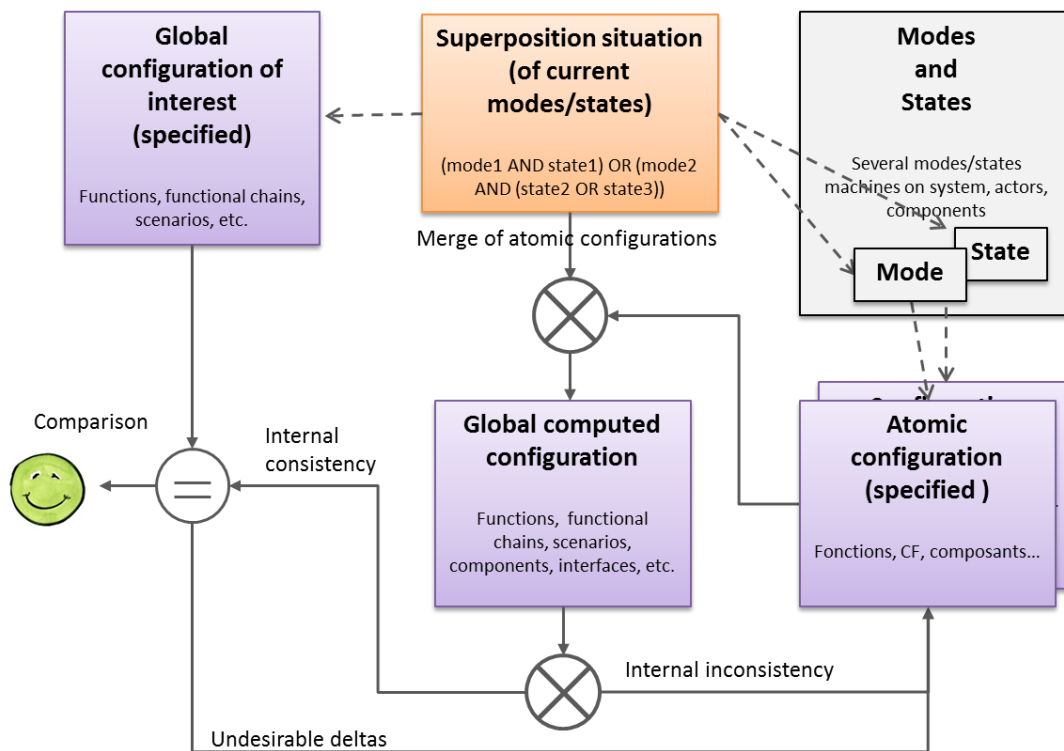 Global
configuration of
interest
(specified)
Functions, functional chains,
scenarios, etc.
Superposition situation
(of current
modes/states)
(mode1 AND state1) OR (mode2
AND (state2 OR state3))
Modes
and
States
Several modes/states
machines on system, actors,
components
State
Mode
Merge of atomic configurations
Comparison
Internal
consistency
Global computed
configuration
Functions, functional
chains, scenarios,
components, interfaces, etc.
Atomic
configuration
(specified )
Fonctions, CF, composants...
Internal inconsistency
Undesirable deltas